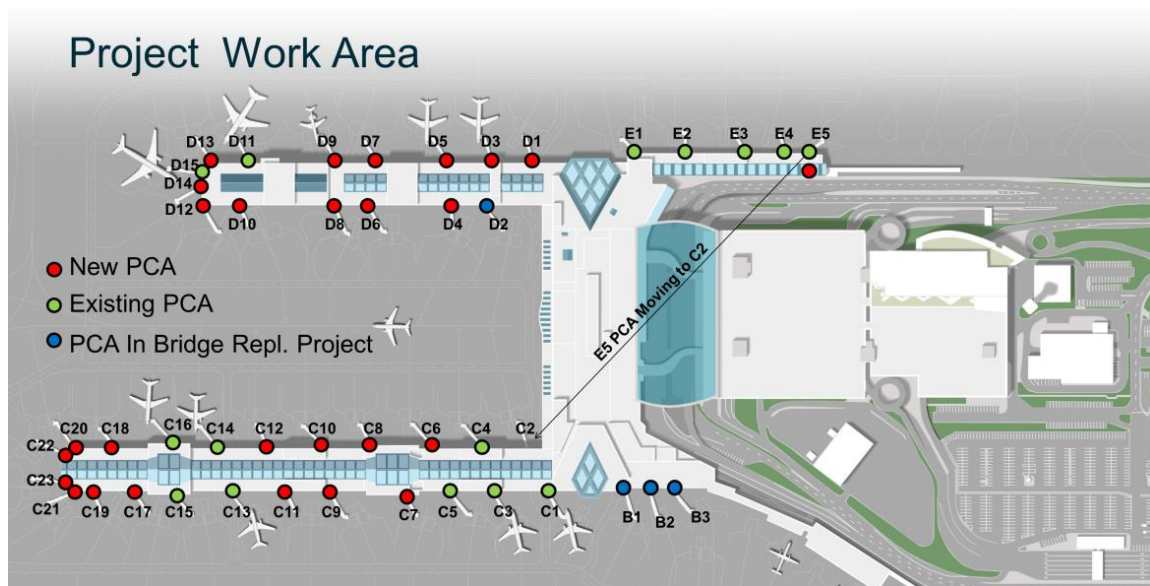 Project Work Area
D13
D11
D9
D7
D5
D3
D1
E1
E2
E3
E4
E5
D15
D14
D12
D10
D8
D6
D4
D2
New PCA
Existing PCA
PCA In Bridge Repl. Project
E5 PCA Moving to C2
C22
C20
C18
C16
C14
C12
C10
C8
C6
C4
C2
C23
C21
C19
C17
C15
C13
C11
C9
C7
C5
C3
C1
B1
B2
B3